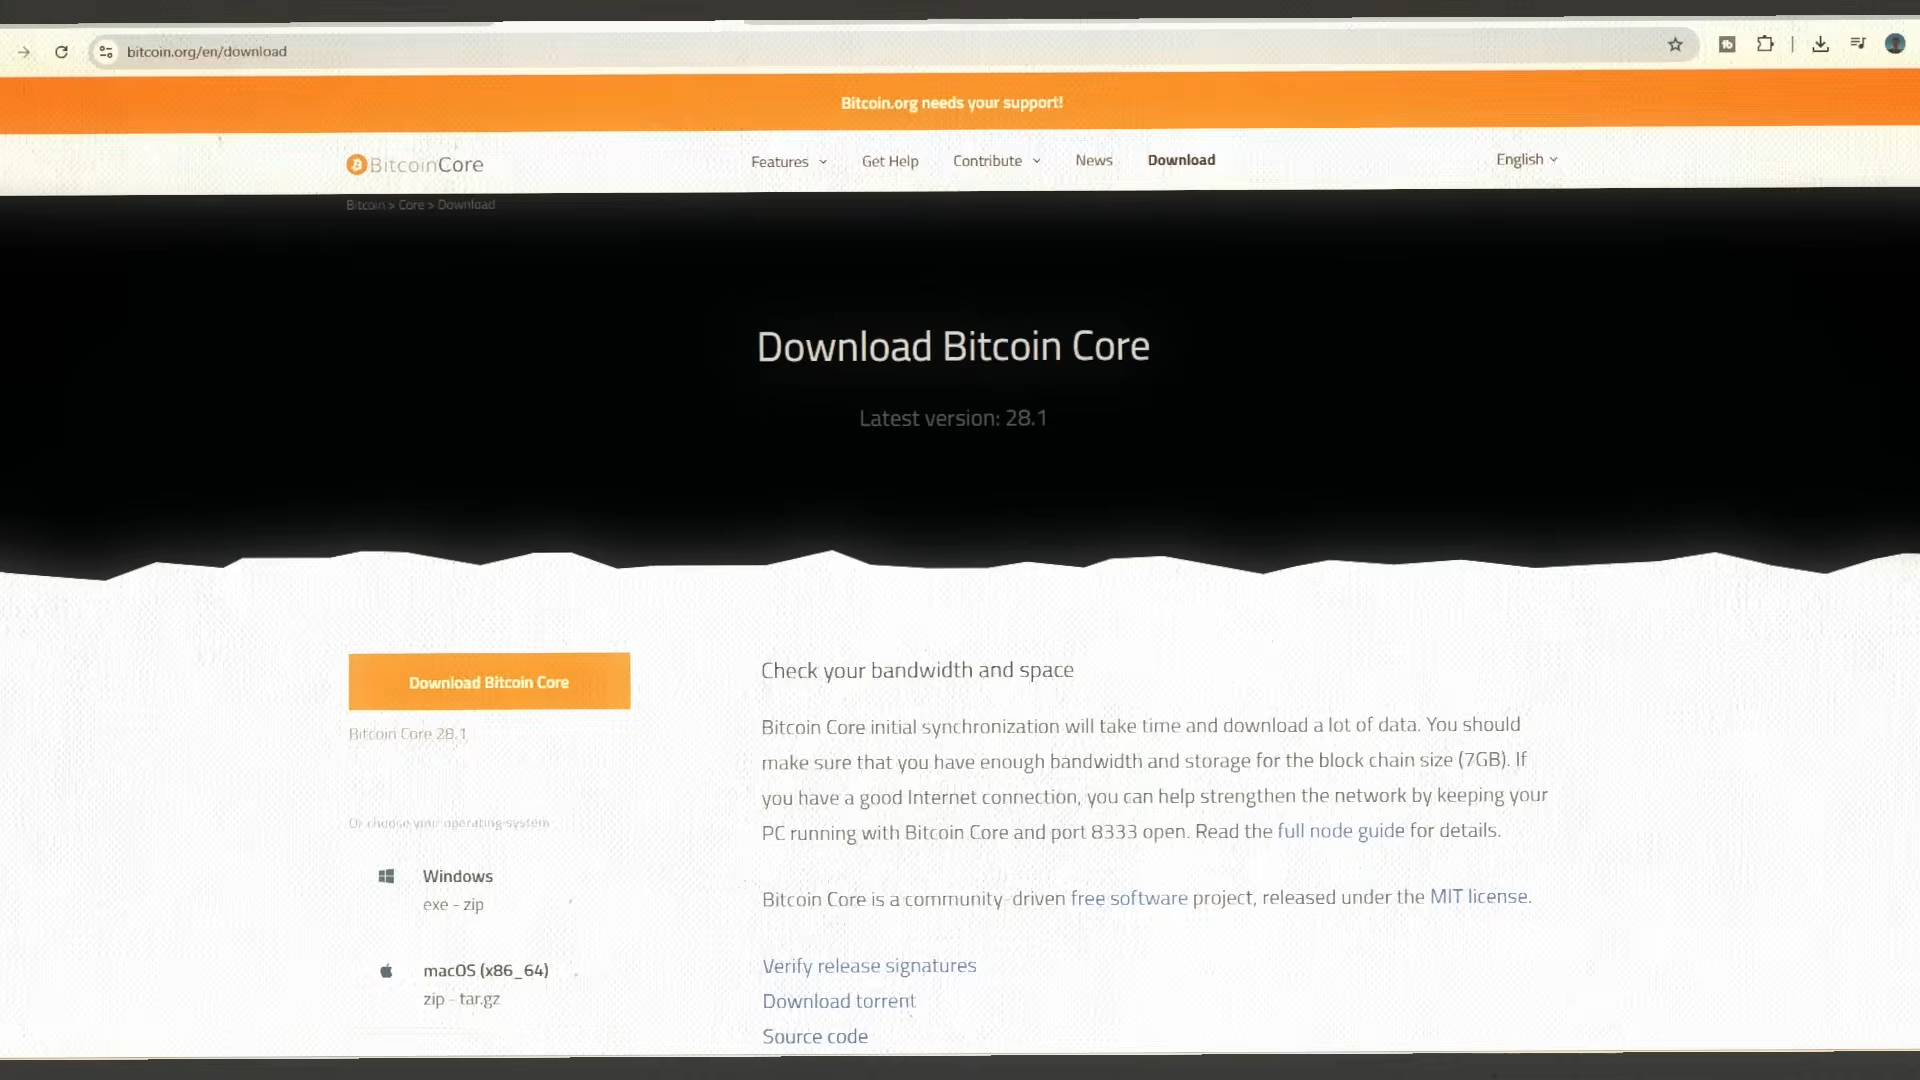 bitcoin.org/en/download
Bitcoin.org needs your support!
BitcoinCore
Features
Get Help
Contribute
News
Download
English
Bitcoin > Core > Download
Download Bitcoin Core
Latest version: 28.1
Download Bitcoin Core
Bitcoin Core 28.1
Or choose your operating system
Windows
exe - zip
macOS (x86_64)
zip - tar.gz
Check your bandwidth and space
Bitcoin Core initial synchronization will take time and download a lot of data. You should
make sure that you have enough bandwidth and storage for the block chain size (7GB). If
you have a good Internet connection, you can help strengthen the network by keeping your
PC running with Bitcoin Core and port 8333 open. Read the full node guide for details.
Bitcoin Core is a community-driven free software project, released under the MIT license.
Verify release signatures
Download torrent
Source code